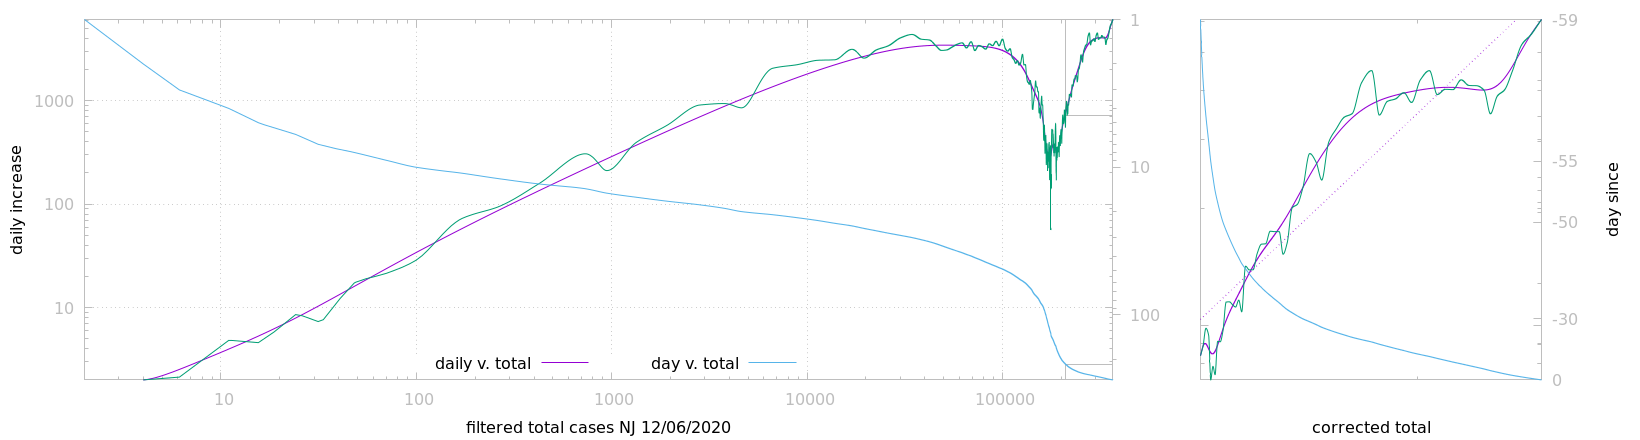 daily increase
1000
100
10
10
100
1000
10000
100000
1
10
100
daily v. total
day v. total
filtered total cases NJ 12/06/2020
-59
-55
-50
-30
0
day since
corrected total